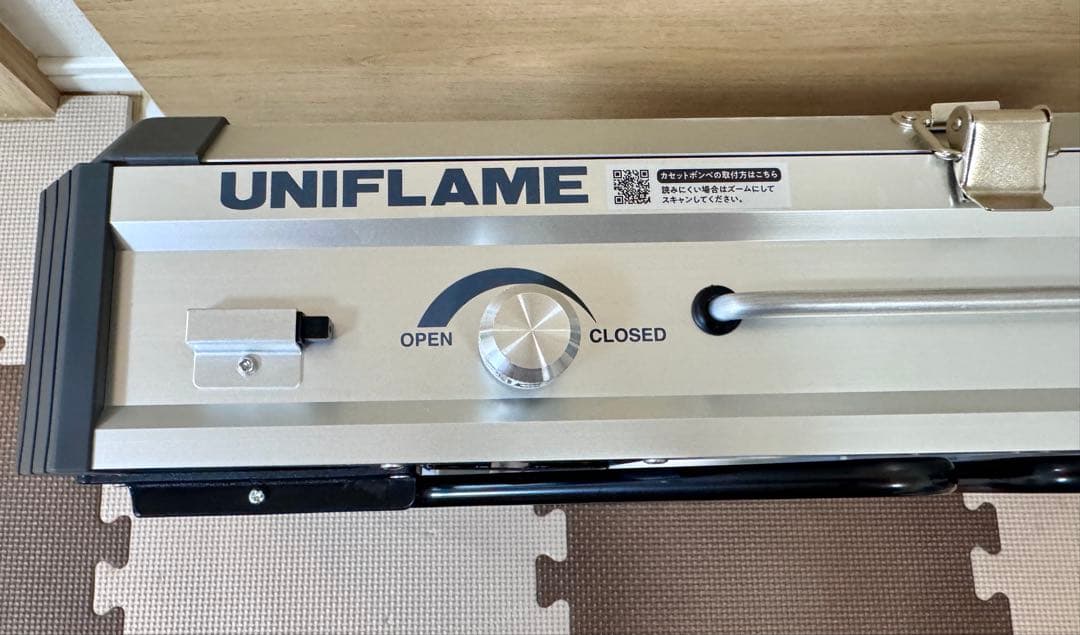 UNIFLAME
カセットボンベの取付方はこちら
読みにくい場合はズームにして
スキャンしてください。
OPEN
CLOSED